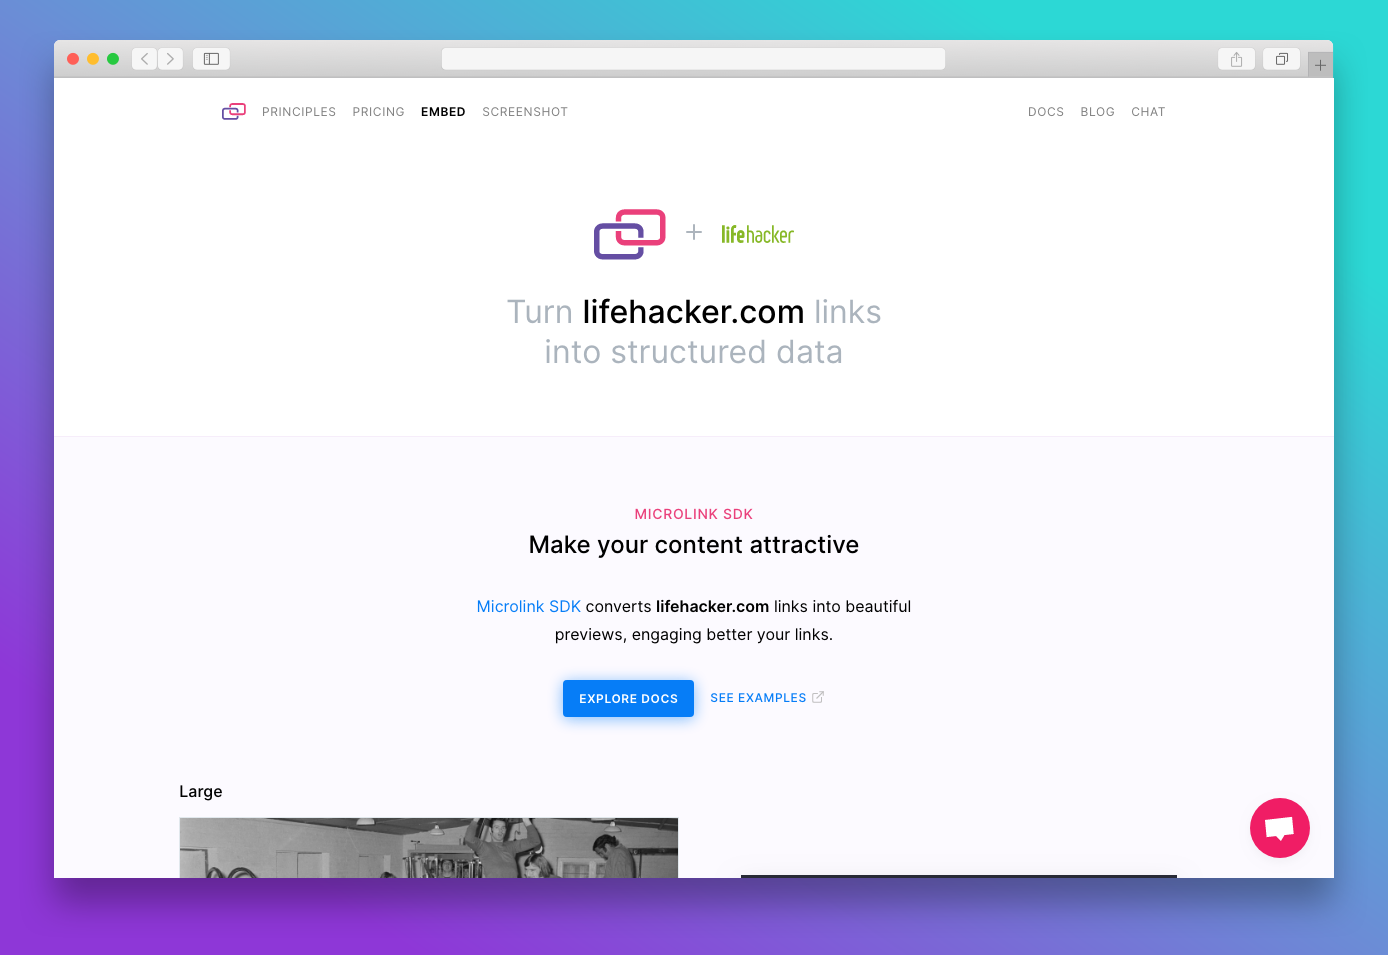 PRINCIPLES PRICING EMBED SCREENSHOT DOCS BLOG CHAT
lifehacker
Turn lifehacker.com links
into structured data
MICROLINK SDK
Make your content attractive
Microlink SDK converts lifehacker.com links into beautiful
previews, engaging better your links.
EXPLORE DOCS SEE EXAMPLES
Large